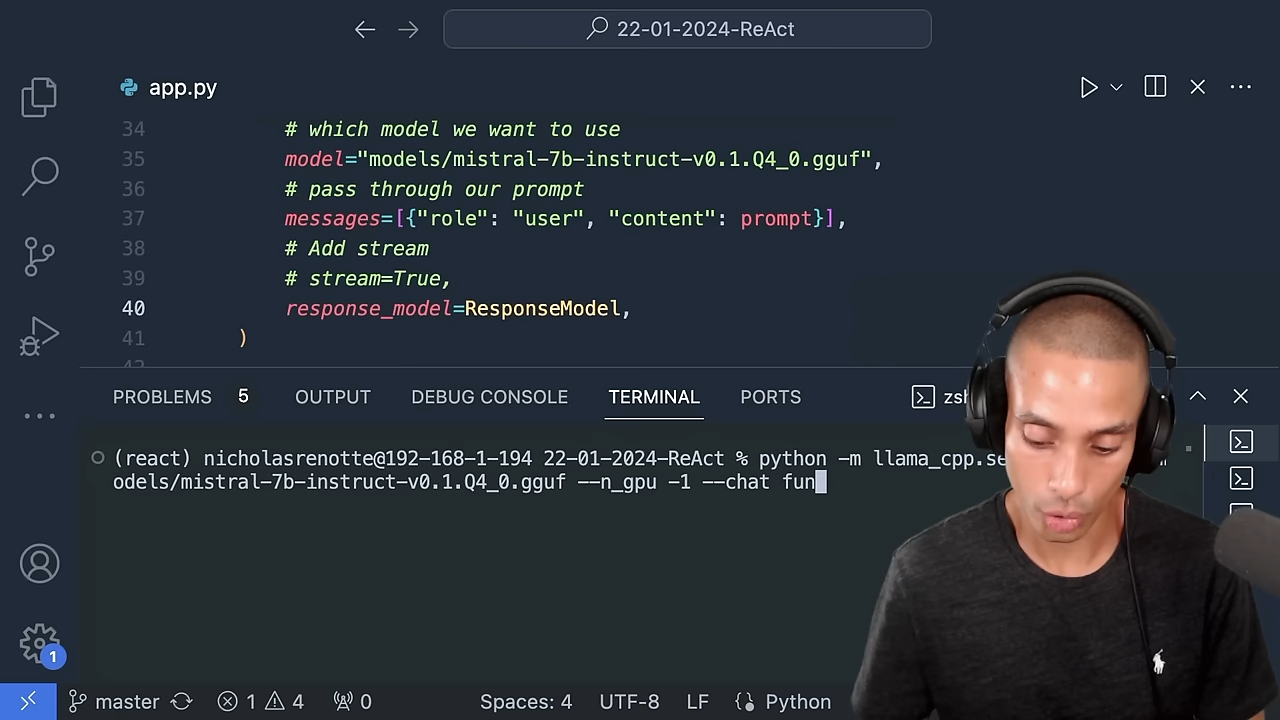 22-01-2024-ReAct
app.py
34 # which model we want to use
35 model="models/mistral-7b-instruct-v0.1.Q4_0.gguf",
36 # pass through our prompt
37 messages=[{"role": "user", "content": prompt}],
38 # Add stream
39 # stream=True,
40 response_model=ResponseModel,
41 )
PROBLEMS 5 OUTPUT DEBUG CONSOLE TERMINAL PORTS
(react) nicholasrenotte@192-168-1-194 22-01-2024-ReAct % python -m
odels/mistral-7b-instruct-v0.1.Q4_0.gguf --n_gpu -1 --chat fun
1
master 1 4 0 Spaces: 4 UTF-8 LF Python